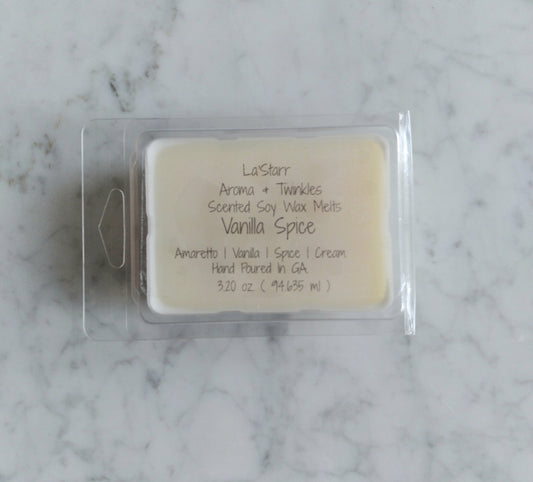 La'Starr
Aroma + Twinkles
Scented Soy Wax Melts
Vanilla Spice
Amaretto | Vanilla | Spice | Cream
Hand Poured In GA
3.20 oz ( 94.635 ml )